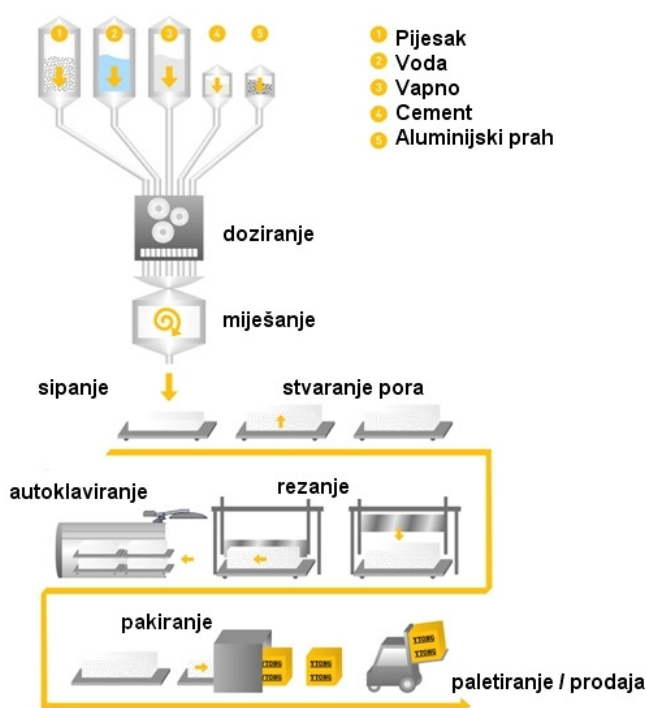 1 2 3 4 5
1 Pijesak
2 Voda
3 Vapno
4 Cement
5 Aluminijski prah
doziranje
miješanje
sipanje
stvaranje pora
autoklaviranje
rezanje
pakiranje
YTONG
YTONG
YTONG
YTONG
YTONG
YTONG
paletiranje / prodaja